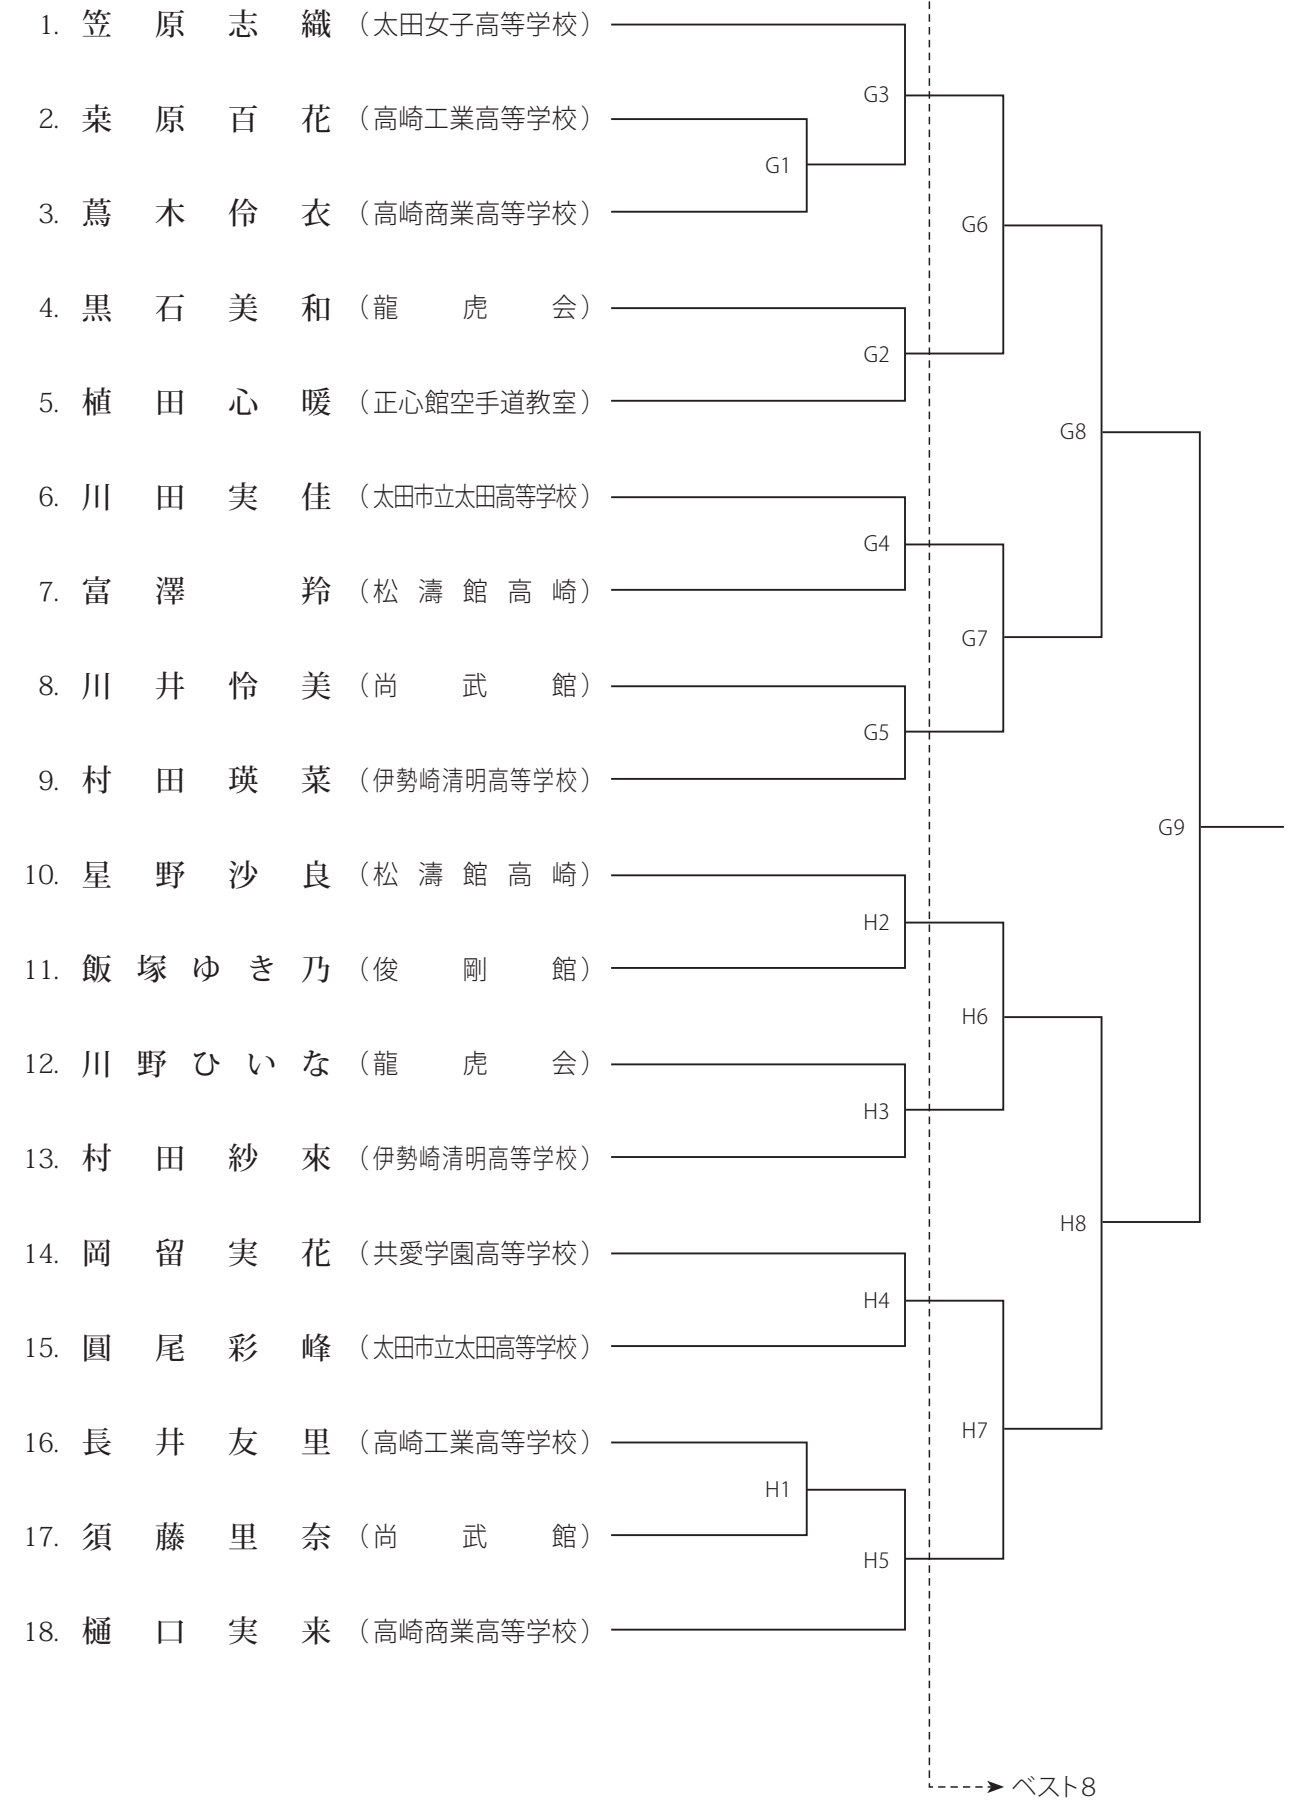 1. 笠原志織（太田女子高等学校）
G3
2. 桒原百花（高崎工業高等学校）
G1
3. 蔦木伶衣（高崎商業高等学校）
G6
4. 黒石美和（龍虎会）
G2
5. 植田心暖（正心館空手道教室）
G8
6. 川田実佳（太田市立太田高等学校）
G4
7. 富澤羚（松濤館高崎）
G7
8. 川井怜美（尚武館）
G5
9. 村田瑛菜（伊勢崎清明高等学校）
G9
10. 星野沙良（松濤館高崎）
H2
11. 飯塚ゆき乃（俊剛館）
H6
12. 川野ひいな（龍虎会）
H3
13. 村田紗來（伊勢崎清明高等学校）
H8
14. 岡留実花（共愛学園高等学校）
H4
15. 圓尾彩峰（太田市立太田高等学校）
H7
16. 長井友里（高崎工業高等学校）
H1
17. 須藤里奈（尚武館）
H5
18. 樋口実来（高崎商業高等学校）
ベスト8